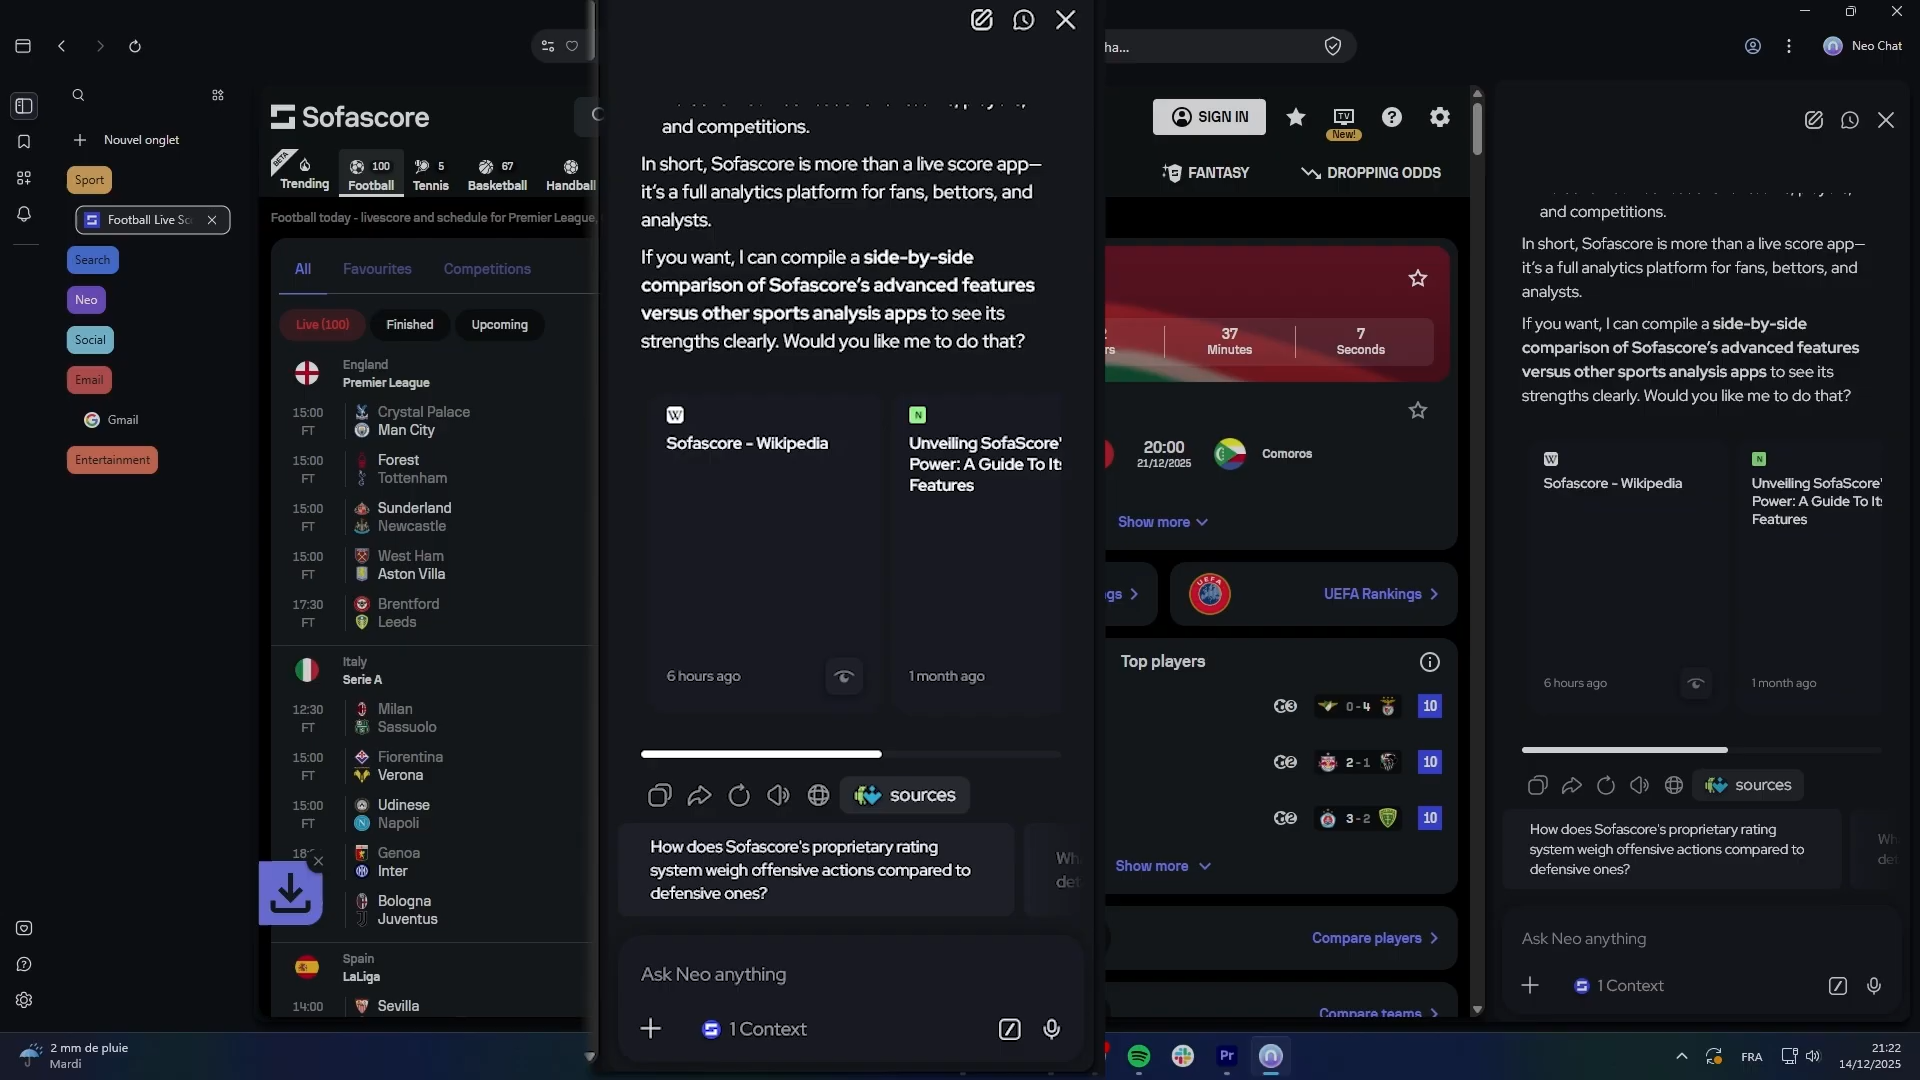 ha...
Neo Chat
Nouvel onglet
Sport
Football Live Sc
Search
Neo
Social
Email
Gmail
Entertainment
Sofascore
BETA
Trending
100
Football
5
Tennis
67
Basketball
Handball
Football today - livescore and schedule for Premier League,
All
Favourites
Competitions
Live (100)
Finished
Upcoming
England
Premier League
15:00
FT
Crystal Palace
Man City
15:00
FT
Forest
Tottenham
15:00
FT
Sunderland
Newcastle
15:00
FT
West Ham
Aston Villa
17:30
FT
Brentford
Leeds
Italy
Serie A
12:30
FT
Milan
Sassuolo
15:00
FT
Fiorentina
Verona
15:00
FT
Udinese
Napoli
Genoa
Inter
Bologna
Juventus
Spain
LaLiga
14:00
Sevilla
and competitions.
In short, Sofascore is more than a live score app—
it's a full analytics platform for fans, bettors, and
analysts.
If you want, I can compile a side-by-side
comparison of Sofascore's advanced features
versus other sports analysis apps to see its
strengths clearly. Would you like me to do that?
W
Sofascore - Wikipedia
6 hours ago
N
Unveiling SofaScore'
Power: A Guide To Its
Features
1 month ago
sources
How does Sofascore's proprietary rating
system weigh offensive actions compared to
defensive ones?
Wh
det
Ask Neo anything
1 Context
SIGN IN
TV
New!
FANTASY
DROPPING ODDS
37
Minutes
7
Seconds
20:00
21/12/2025
Comoros
Show more
gs
UEFA
UEFA Rankings
Top players
3
0 - 4
10
2
2 - 1
10
2
3 - 2
10
Show more
Compare players
Compare teams
and competitions.
In short, Sofascore is more than a live score app—
it's a full analytics platform for fans, bettors, and
analysts.
If you want, I can compile a side-by-side
comparison of Sofascore's advanced features
versus other sports analysis apps to see its
strengths clearly. Would you like me to do that?
W
Sofascore - Wikipedia
6 hours ago
N
Unveiling SofaScore'
Power: A Guide To Its
Features
1 month ago
sources
How does Sofascore's proprietary rating
system weigh offensive actions compared to
defensive ones?
Wh
det
Ask Neo anything
1 Context
2 mm de pluie
Mardi
Pr
FRA
21:22
14/12/2025